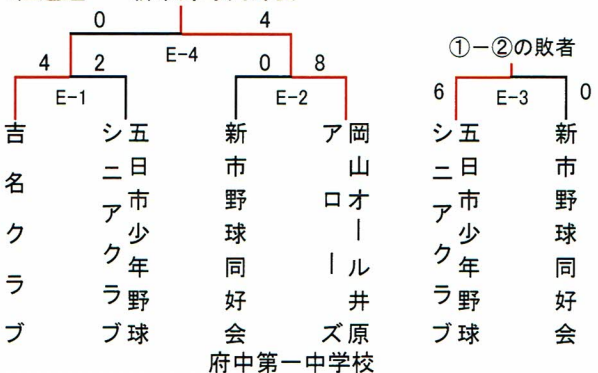 0 4
E-4
①-②の敗者
4 2 0 8 6 0
E-1 E-2 E-3
吉名クラブ
五日市少年野球
シニアクラブ
新市野球同好会
岡山オール井原
アローズ
五日市少年野球
シニアクラブ
新市野球同好会
府中第一中学校